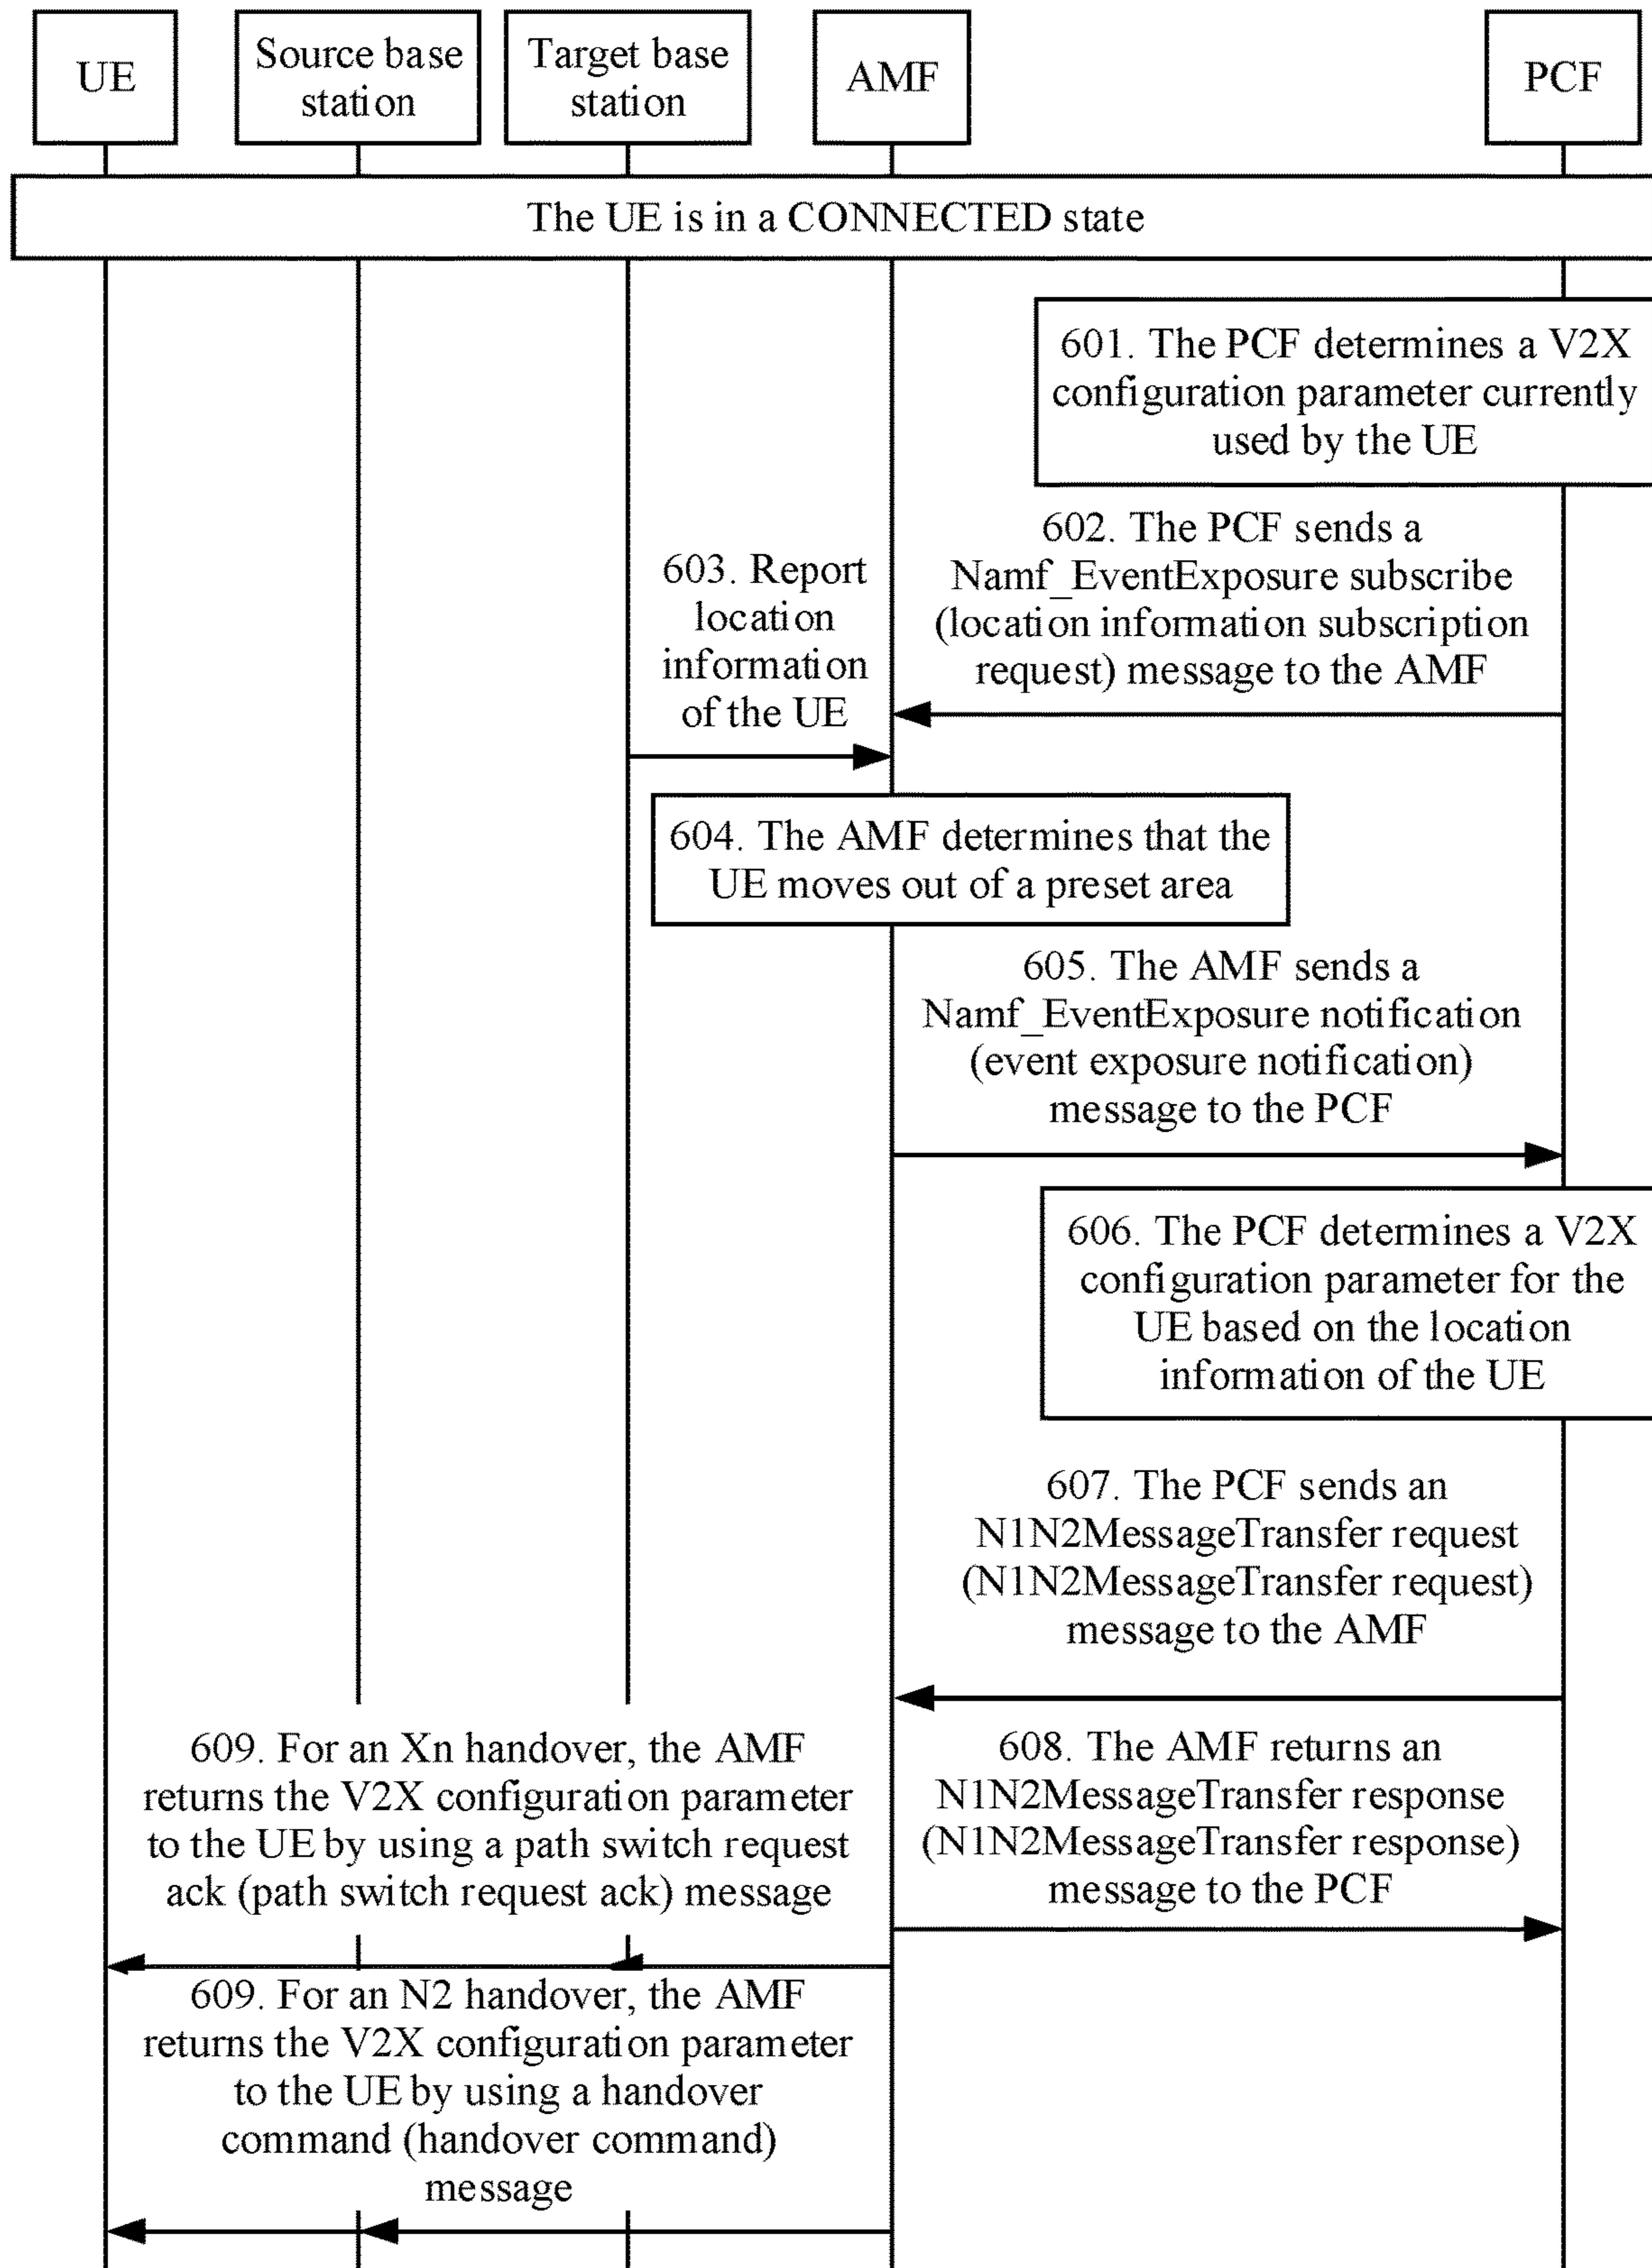 UE
Source base
station
Target base
station
AMF
PCF
The UE is in a CONNECTED state
601. The PCF determines a V2X
configuration parameter currently
used by the UE
602. The PCF sends a
Namf_EventExposure subscribe
(location information subscription
request) message to the AMF
603. Report
location
information
of the UE
604. The AMF determines that the
UE moves out of a preset area
605. The AMF sends a
Namf_EventExposure notification
(event exposure notification)
message to the PCF
606. The PCF determines a V2X
configuration parameter for the
UE based on the location
information of the UE
607. The PCF sends an
N1N2MessageTransfer request
(N1N2MessageTransfer request)
message to the AMF
609. For an Xn handover, the AMF
returns the V2X configuration parameter
to the UE by using a path switch request
ack (path switch request ack) message
608. The AMF returns an
N1N2MessageTransfer response
(N1N2MessageTransfer response)
message to the PCF
609. For an N2 handover, the AMF
returns the V2X configuration parameter
to the UE by using a handover
command (handover command)
message